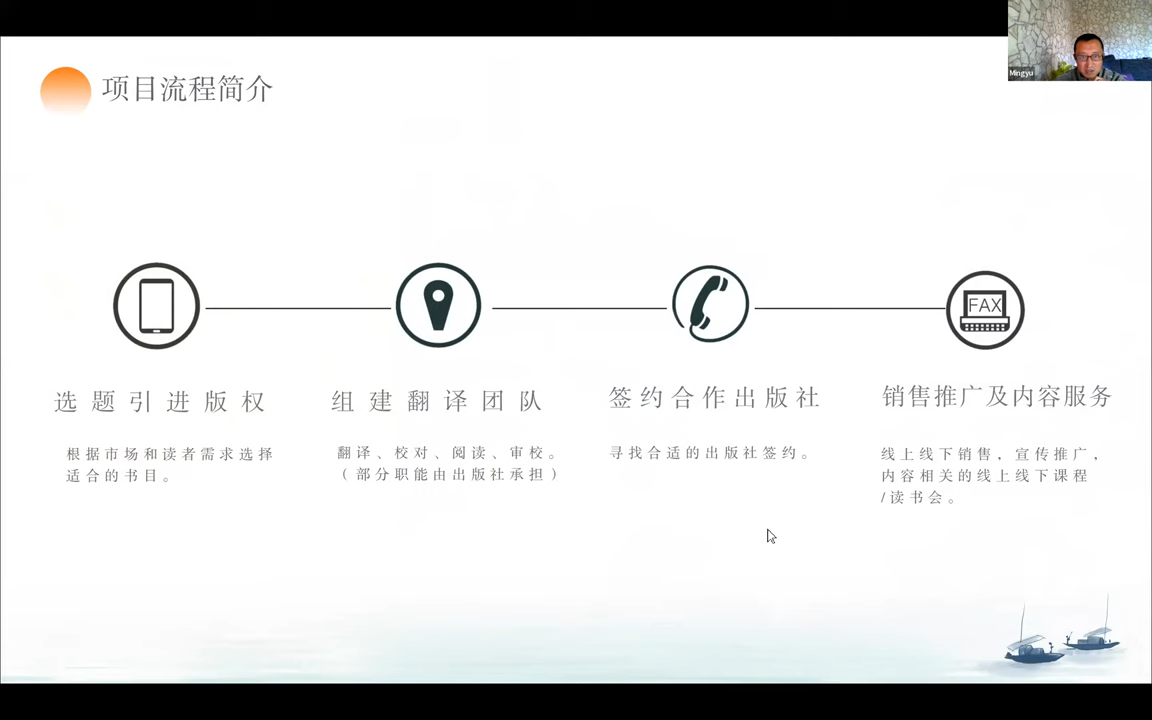 Mingyu
项目流程简介
FAX
选题引进版权
组建翻译团队
签约合作出版社
销售推广及内容服务
根据市场和读者需求选择
适合的书目。
翻译、校对、阅读、审校。
（部分职能由出版社承担）
寻找合适的出版社签约。
线上线下销售，宣传推广，
内容相关的线上线下课程
/读书会。